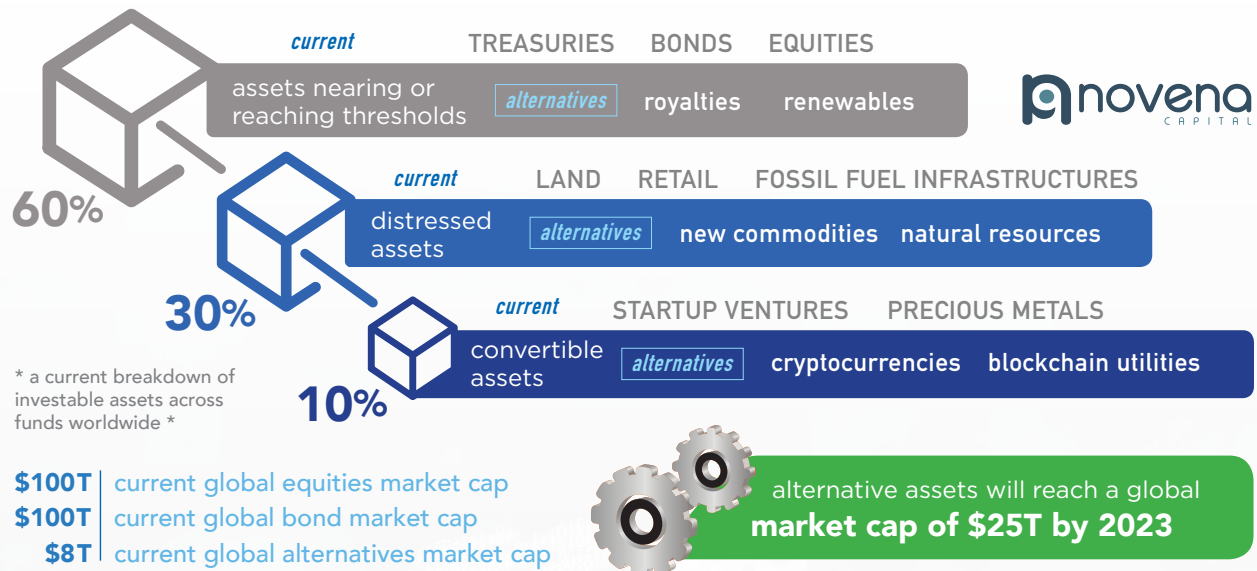 current TREASURIES BONDS EQUITIES
assets nearing or
reaching thresholds
alternatives royalties renewables
novena
CAPITAL
60%
current LAND RETAIL FOSSIL FUEL INFRASTRUCTURES
distressed
assets
alternatives new commodities natural resources
30%
current STARTUP VENTURES PRECIOUS METALS
convertible
assets
alternatives cryptocurrencies blockchain utilities
10%
* a current breakdown of
investable assets across
funds worldwide *
$100T current global equities market cap
$100T current global bond market cap
$8T current global alternatives market cap
alternative assets will reach a global
market cap of $25T by 2023